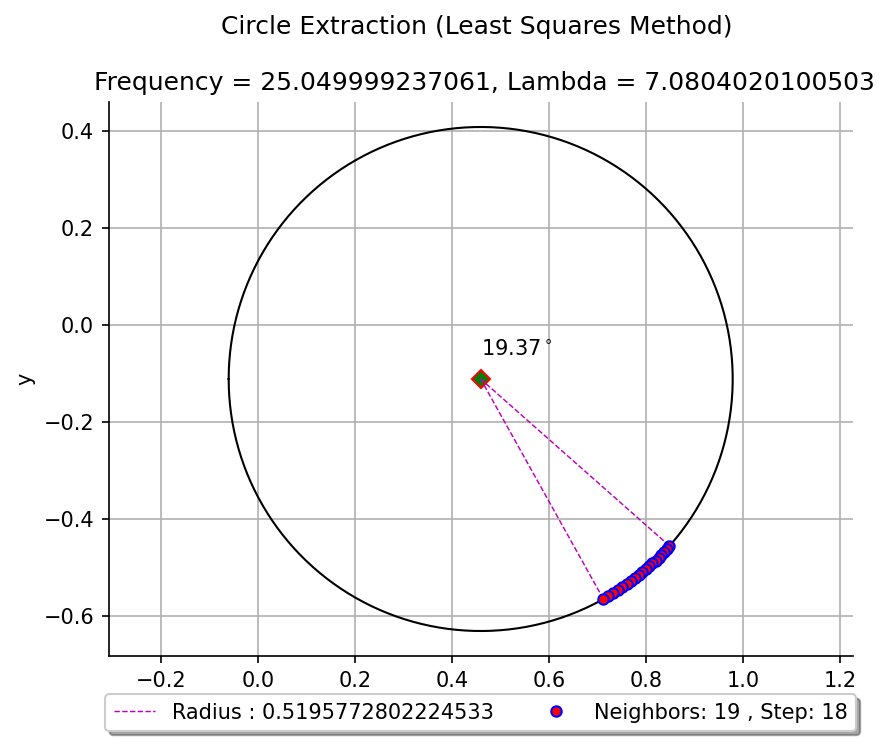 Circle Extraction (Least Squares Method)
Frequency = 25.049999237061, Lambda = 7.0804020100503
0.4
0.2
0.0
19.37°
y
−0.2
−0.4
−0.6
−0.2 0.0 0.2 0.4 0.6 0.8 1.0 1.2
Radius : 0.5195772802224533 Neighbors: 19 , Step: 18